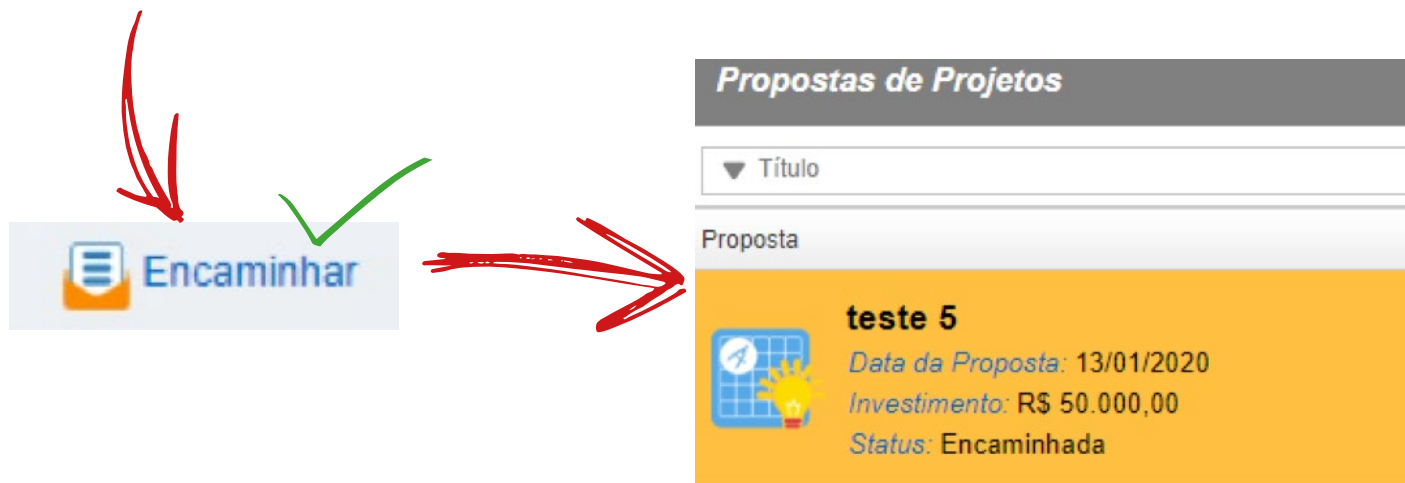 Encaminhar
Propostas de Projetos
Título
Proposta
teste 5
Data da Proposta: 13/01/2020
Investimento: R$ 50.000,00
Status: Encaminhada